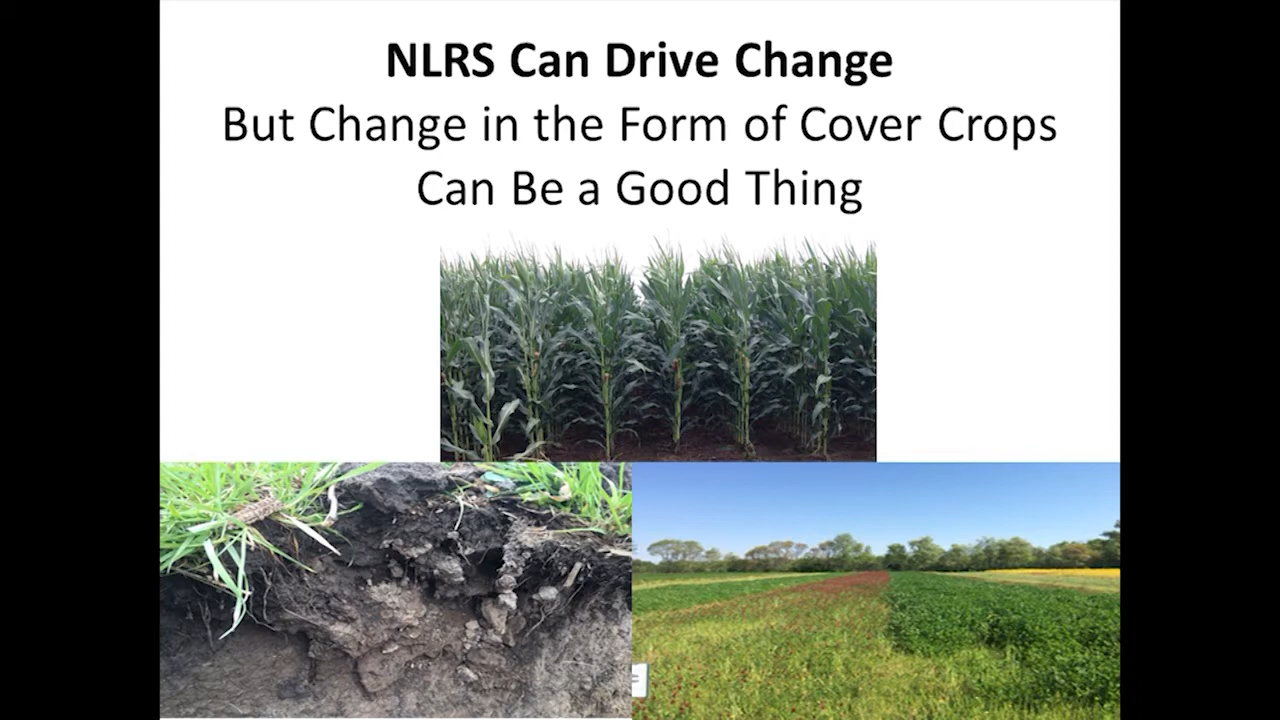 NLRS Can Drive Change
But Change in the Form of Cover Crops
Can Be a Good Thing